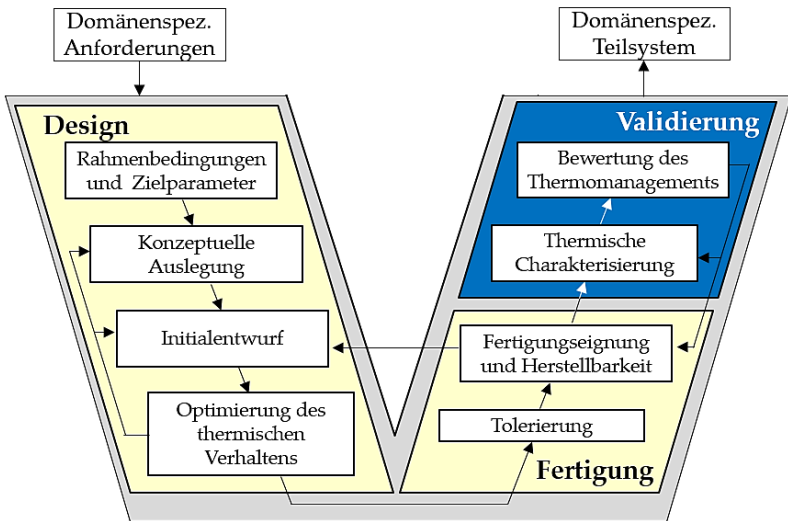 Domänenspez.
Anforderungen
Design
Rahmenbedingungen
und Zielparameter
Konzeptuelle
Auslegung
Initialentwurf
Optimierung des
thermischen
Verhaltens
Domänenspez.
Teilsystem
Validierung
Bewertung des
Thermomanagements
Thermische
Charakterisierung
Fertigungseignung
und Herstellbarkeit
Tolerierung
Fertigung